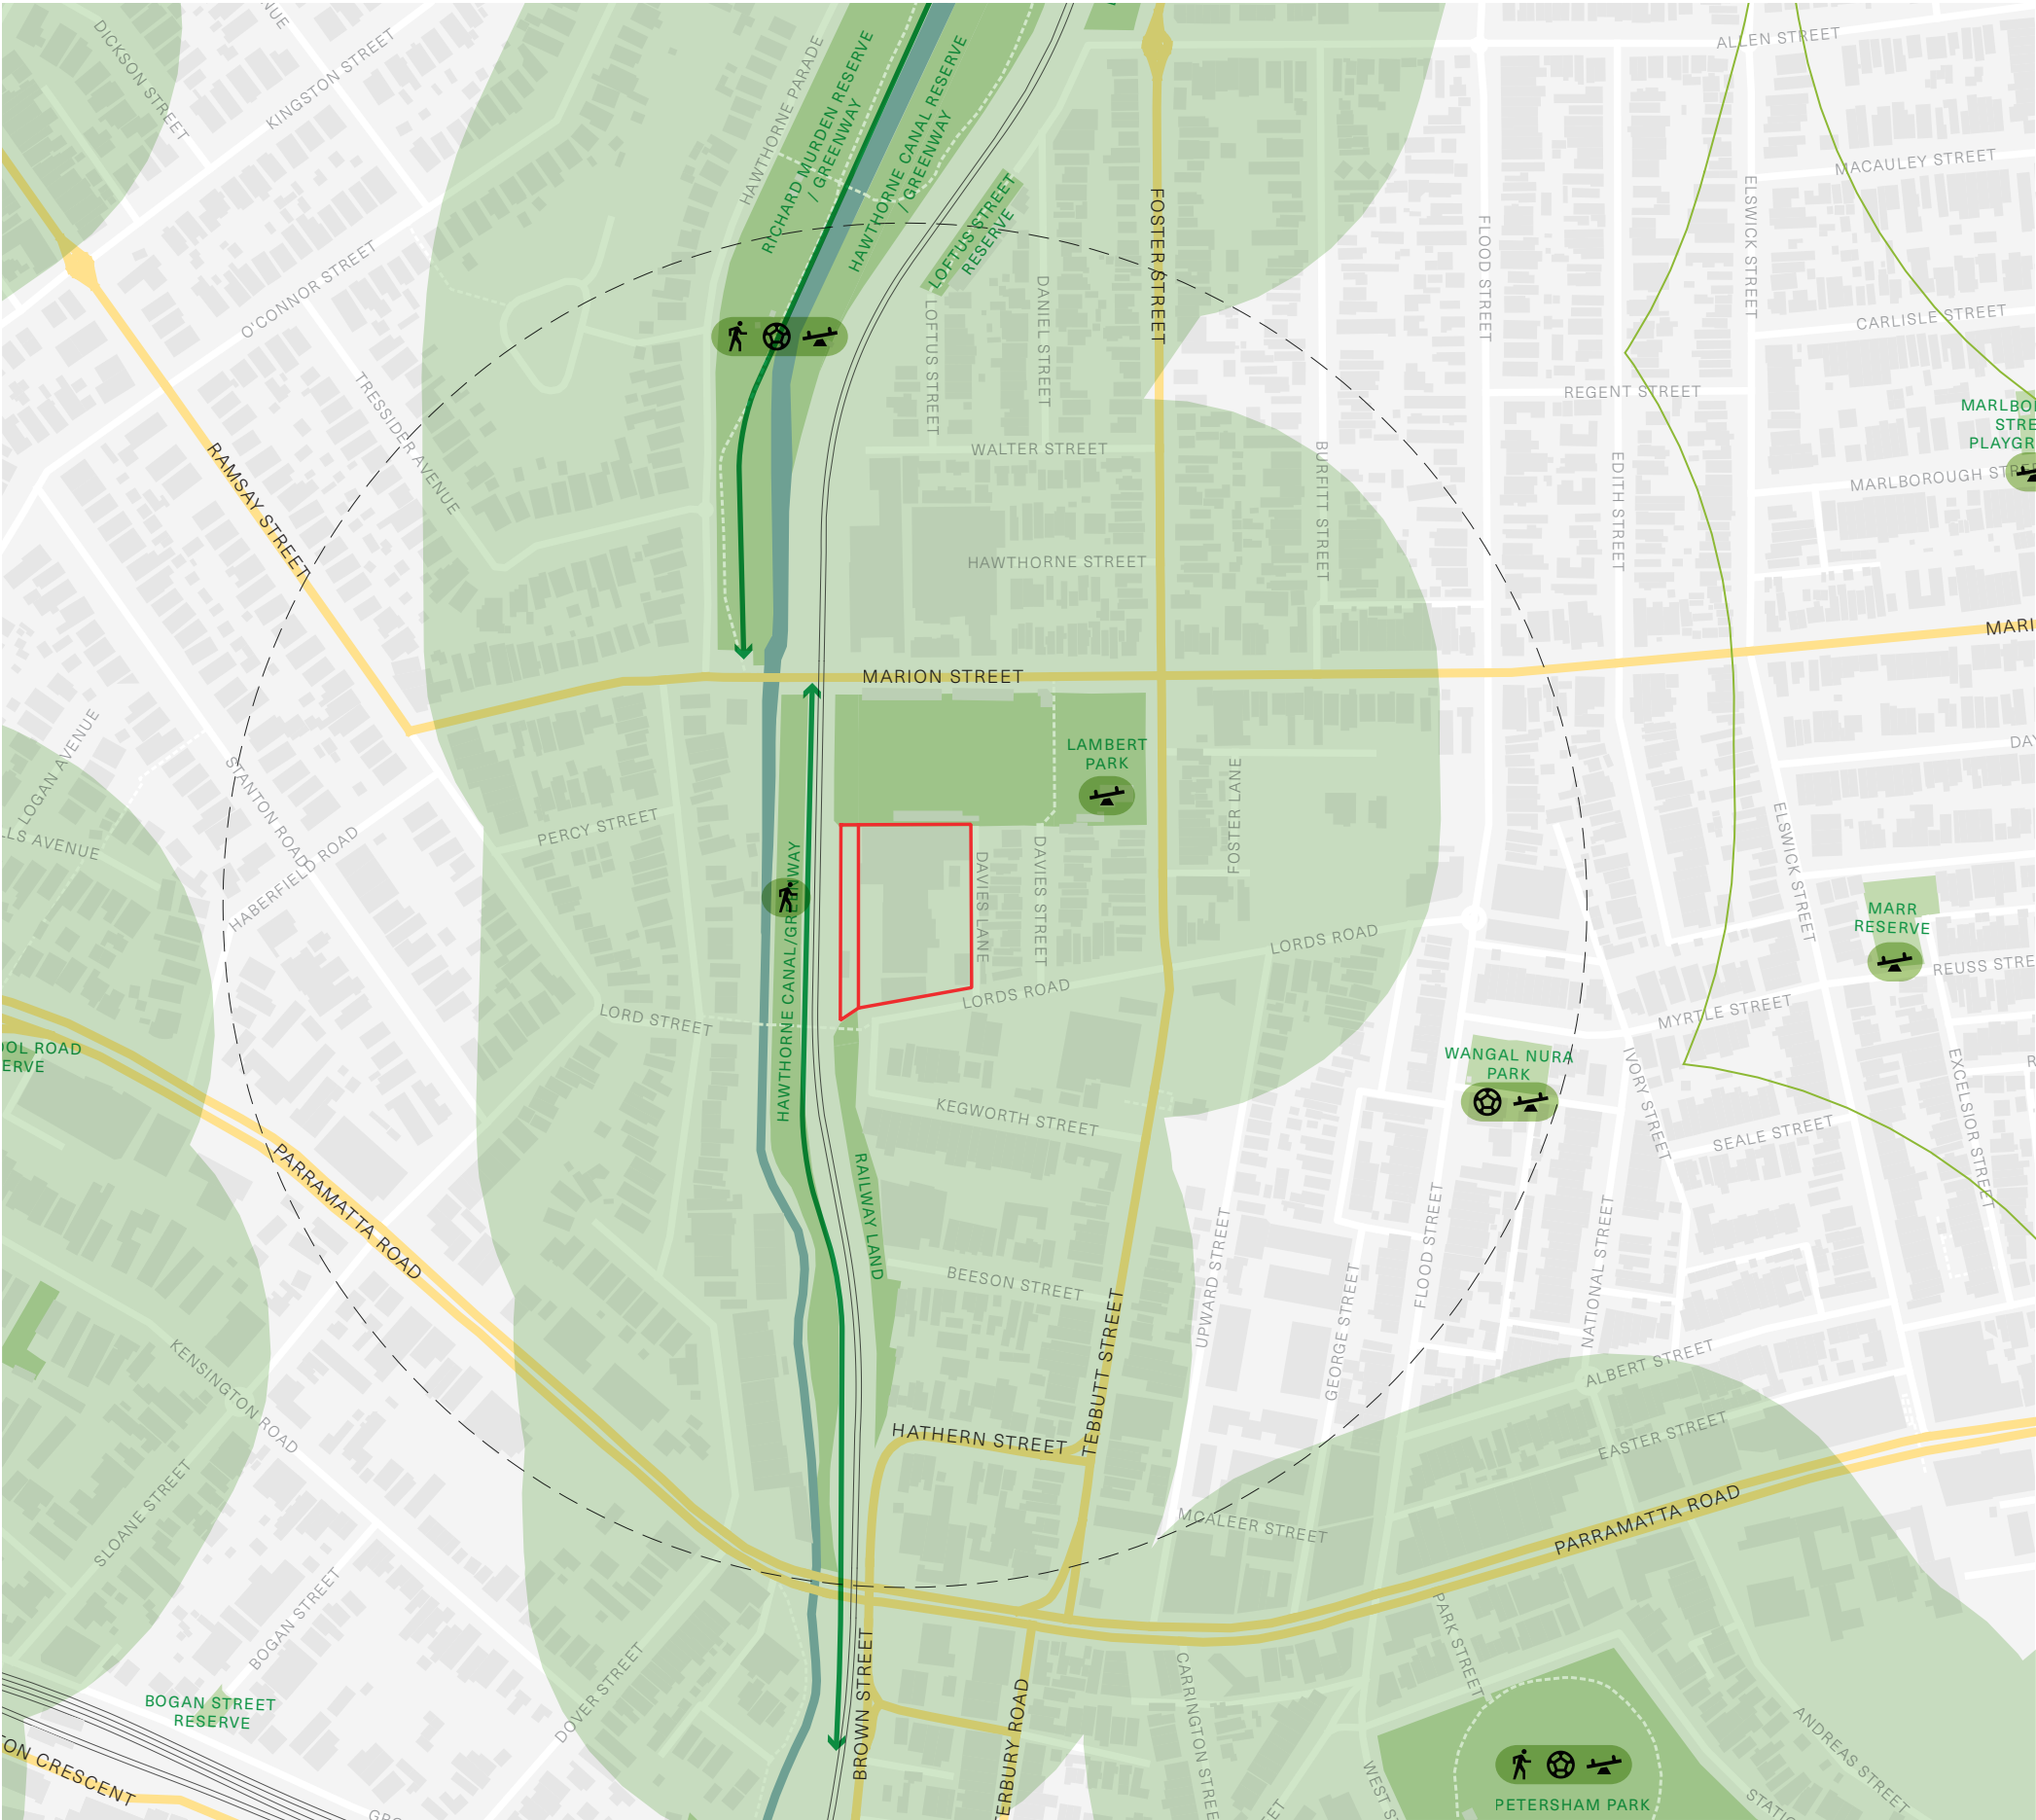 DICKSON STREET
KINGSTON STREET
HAWTHORNE PARADE
RICHARD MURDEN RESERVE
/ GREENWAY
HAWTHORNE CANAL RESERVE
/ GREENWAY
ALLEN STREET
MACAULEY STREET
LOFTUS STREET
RESERVE
FOSTER STREET
FLOOD STREET
ELSWICK STREET
O'CONNOR STREET
LOFTUS STREET
DANIEL STREET
CARLISLE STREET
REGENT STREET
TRESSIDER AVENUE
WALTER STREET
BURFITT STREET
EDITH STREET
MARLBOROUGH
RAMSAY STREET
HAWTHORNE STREET
MARION STREET
LOGAN AVENUE
LAMBERT
PARK
STANTON ROAD
PERCY STREET
FOSTER LANE
ELSWICK STREET
AVENUE
HABERFIELD ROAD
HAWTHORNE CANAL/GREENWAY
DAVIES LANE
DAVIES STREET
LORDS ROAD
MARR
RESERVE
REUSS
LORDS ROAD
LORD STREET
MYRTLE STREET
ROAD
WANGAL NURA
PARK
IVORY STREET
EXCELSIOR STREET
KEGWORTH STREET
SEALE STREET
PARRAMATTA ROAD
RAILWAY LAND
UPWARD STREET
FLOOD STREET
NATIONAL STREET
BEESON STREET
GEORGE STREET
TEBBUTT STREET
KENSINGTON ROAD
ALBERT STREET
HATHERN STREET
EASTER STREET
SLOANE STREET
MCALEER STREET
PARRAMATTA ROAD
BOGAN STREET
PARK STREET
BOGAN STREET
RESERVE
DOVER STREET
BROWN STREET
CARRINGTON
ANDREAS STREET
CRESCENT
WEST
PETERSHAM PARK